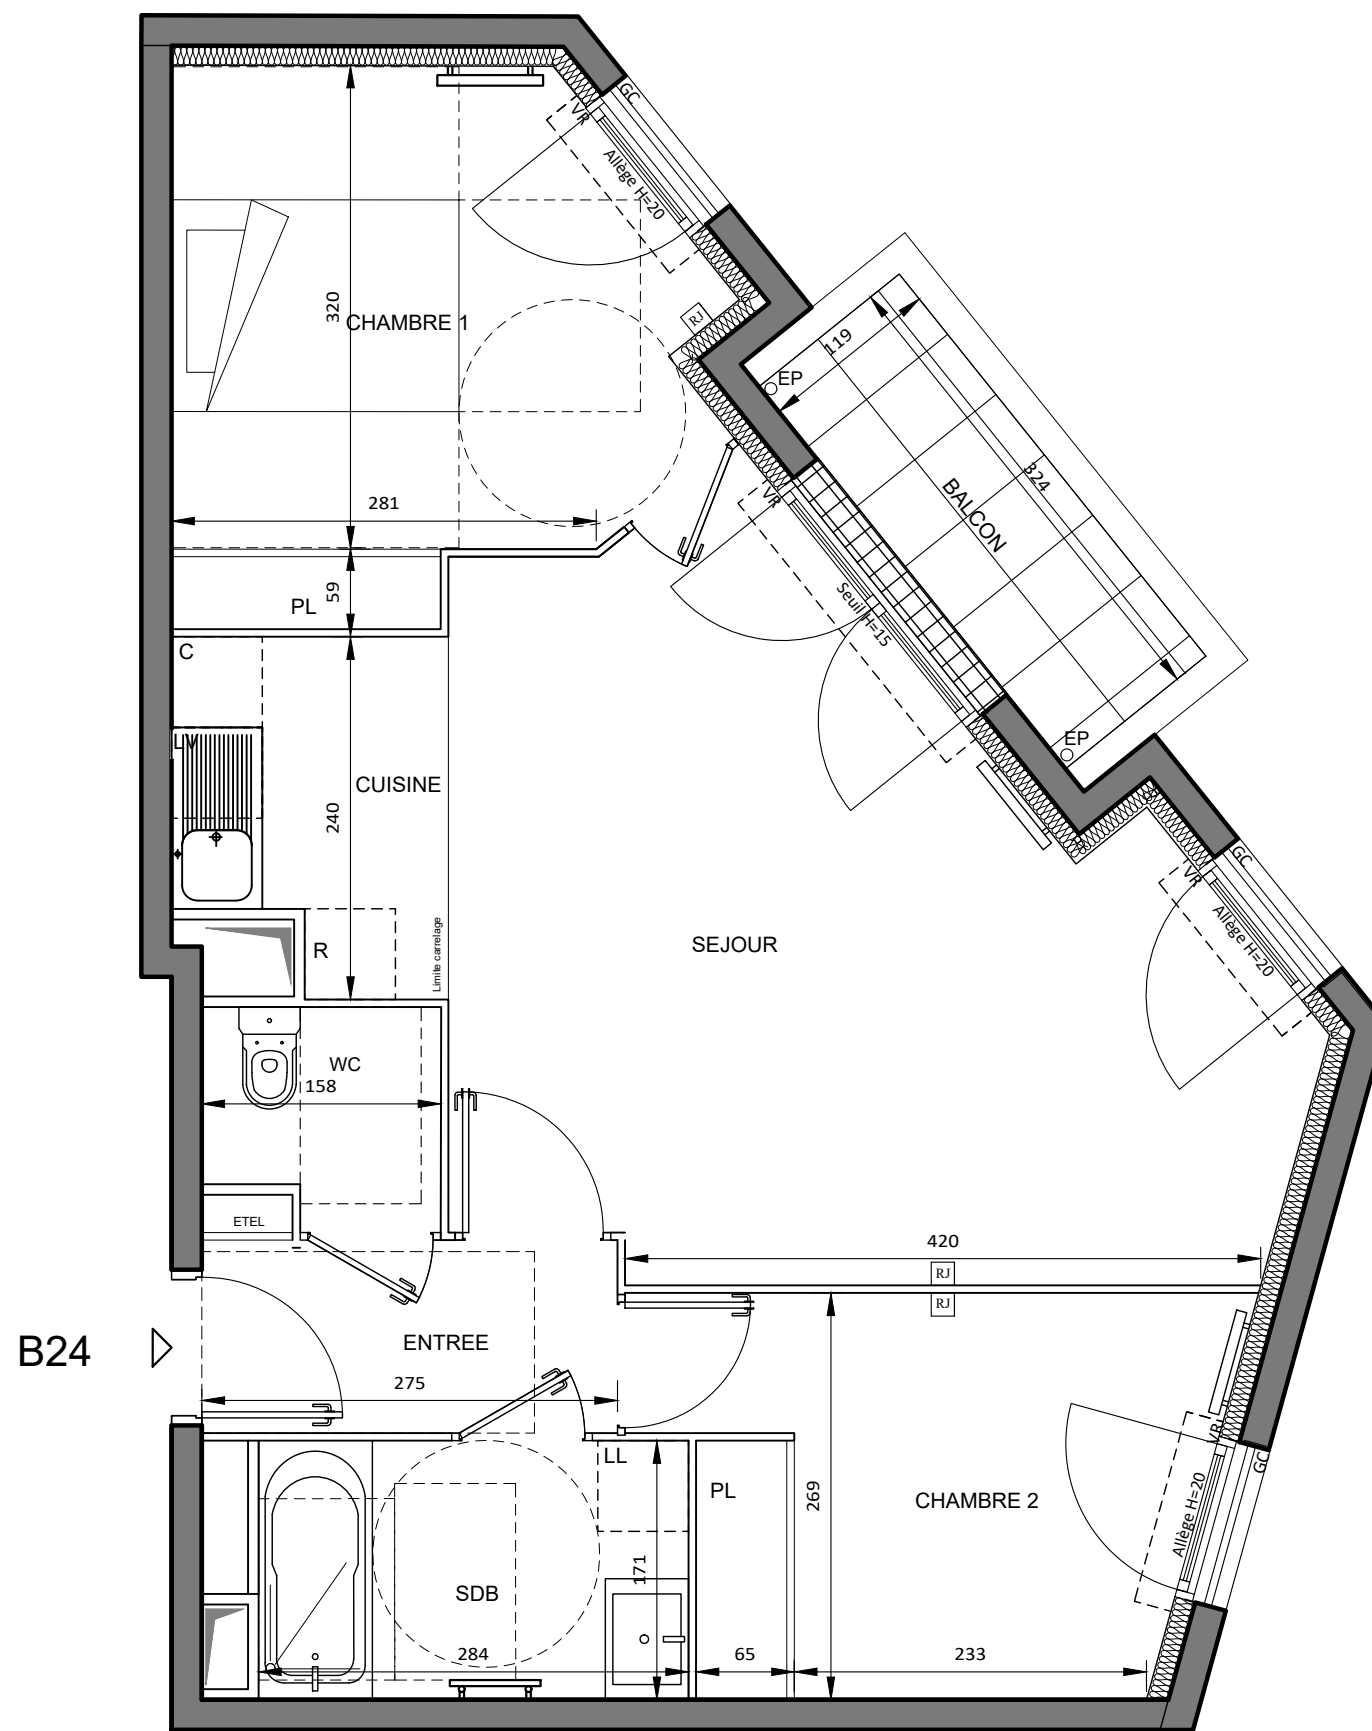 GC
VR
Allège H=20
320
CHAMBRE 1
RJ
119
EP
281
VR
BALCON
324
59
PL
Seuil H=15
C
LV
CUISINE
240
EP
SEJOUR
GC
VR
Allège H=20
R
Limite carrelage
WC
158
ETEL
420
RJ
RJ
B24
ENTREE
275
LL
PL
269
CHAMBRE 2
VR
GC
Allège H=20
171
SDB
284
65
233